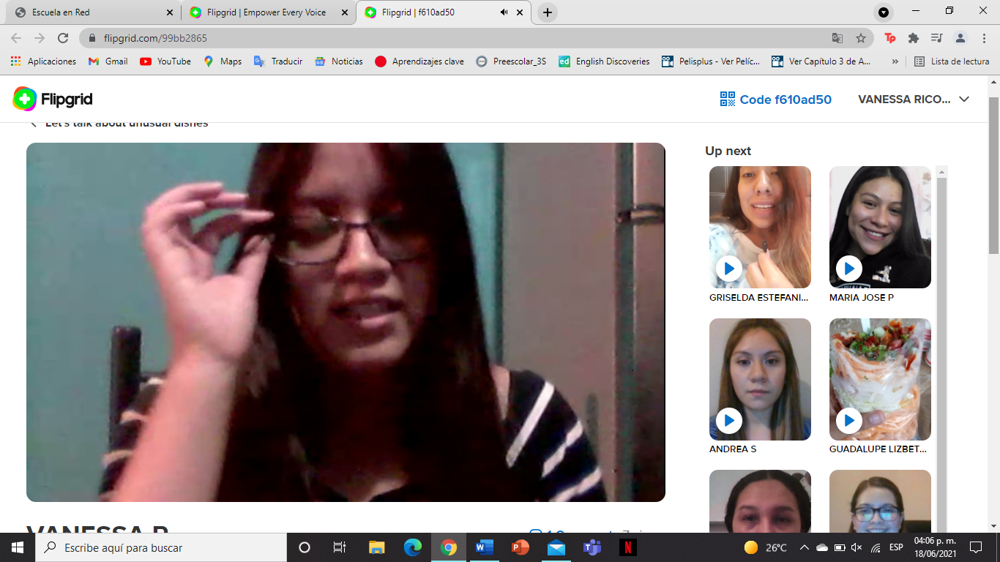 Escuela en Red
Flipgrid | Empower Every Voice
Flipgrid | f610ad50
flipgrid.com/99bb2865
Aplicaciones
Gmail
YouTube
Maps
Traducir
Noticias
Aprendizajes clave
Preescolar_3S
ed
English Discoveries
Pelisplus - Ver Pelíc...
Ver Capítulo 3 de A...
»
Lista de lectura
Flipgrid
Code f610ad50
VANESSA RICO...
Let's talk about unusual dishes
Up next
GRISELDA ESTEFANI...
MARIA JOSE P
ANDREA S
GUADALUPE LIZBET...
VANESSA R
Escribe aquí para buscar
26°C
ESP
04:06 p. m.
18/06/2021